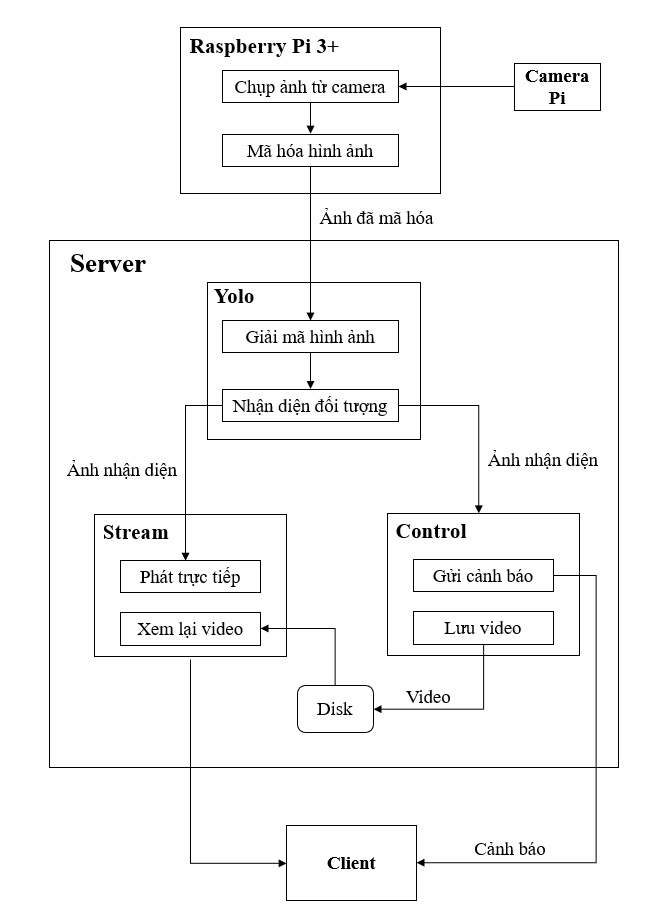 Raspberry Pi 3+
Chụp ảnh từ camera
Camera
Pi
Mã hóa hình ảnh
Ảnh đã mã hóa
Server
Yolo
Giải mã hình ảnh
Nhận diện đối tượng
Ảnh nhận diện
Ảnh nhận diện
Stream
Phát trực tiếp
Xem lại video
Control
Gửi cảnh báo
Lưu video
Disk
Video
Client
Cảnh báo